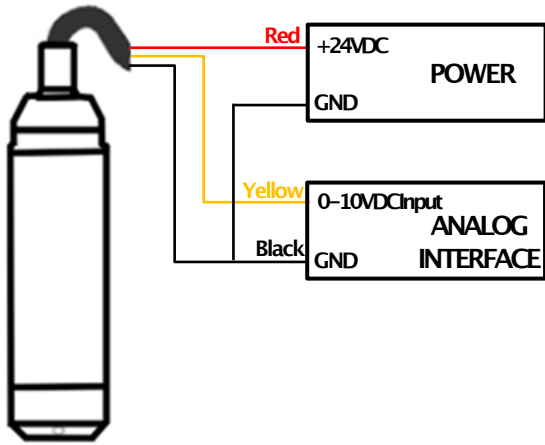 Red
+24VDC
POWER
GND
Yellow
0-10VDCInput
ANALOG
Black
GND
INTERFACE